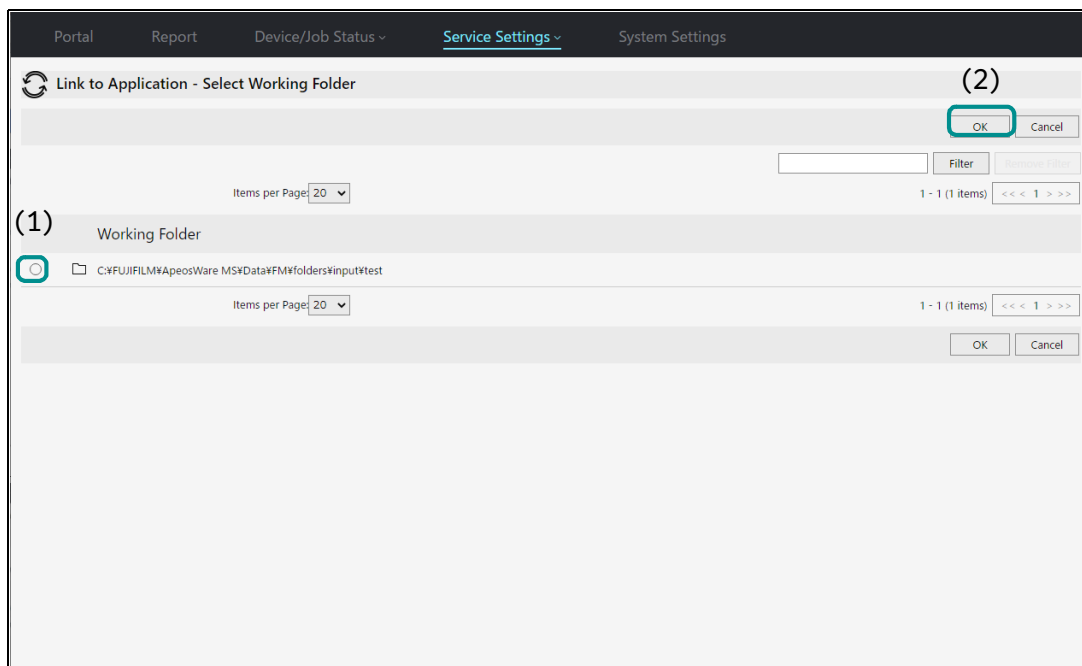 Portal Report Device/Job Status Service Settings System Settings
Link to Application - Select Working Folder
(2)
OK Cancel
Filter Remove Filter
Items per Page: 20 1 - 1 (1 items) << < 1 > >>
(1)
Working Folder
C:¥FUJIFILM¥ApeosWare MS¥Data¥FM¥folders¥input¥test
Items per Page: 20 1 - 1 (1 items) << < 1 > >>
OK Cancel